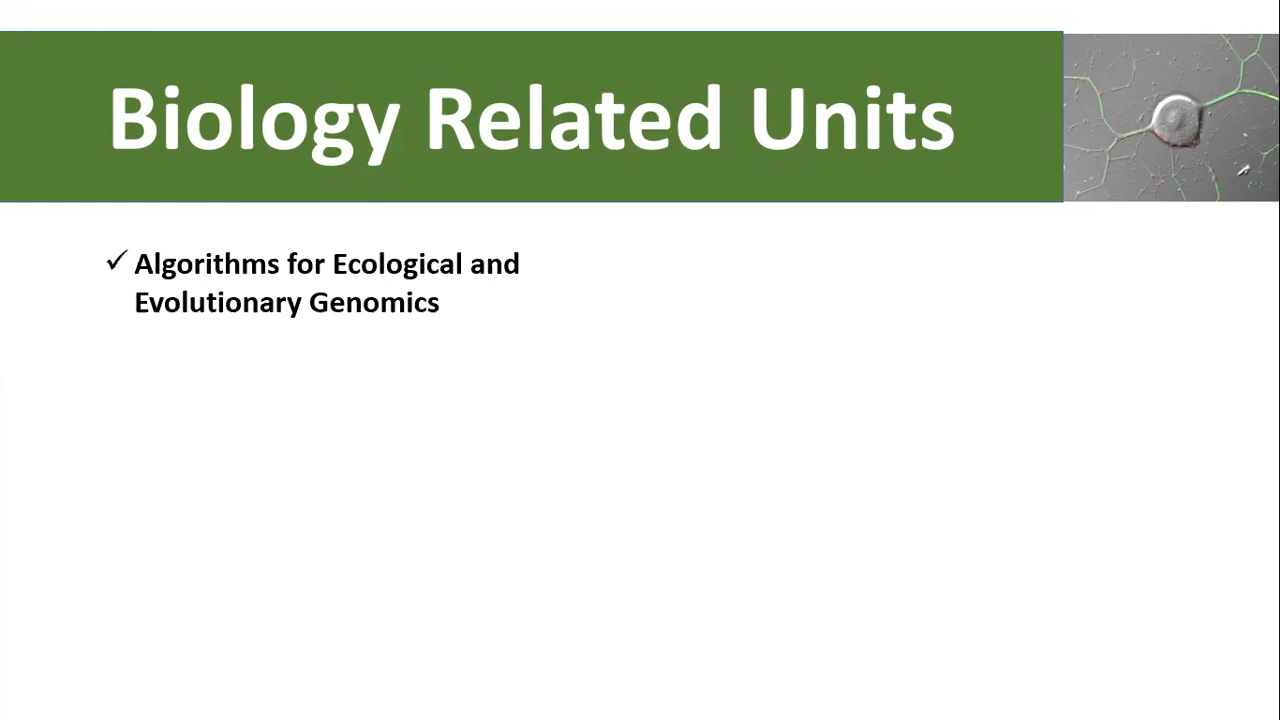 Biology Related Units
✓ Algorithms for Ecological and
Evolutionary Genomics